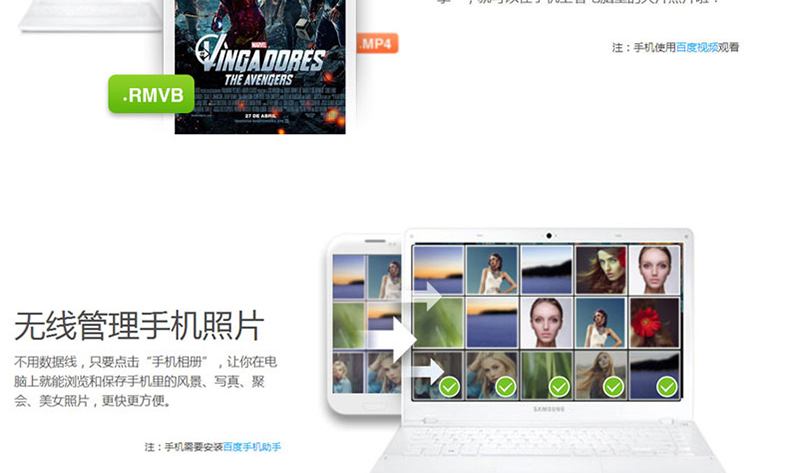 MARVEL
VINGADORES
THE AVENGERS
27 DE ABRIL
.MP4
.RMVB
注：手机使用百度视频观看
无线管理手机照片
不用数据线，只要点击“手机相册”，让你在电
脑上就能浏览和保存手机里的风景、写真、聚
会、美女照片，更快更方便。
注：手机需要安装百度手机助手
SAMSUNG